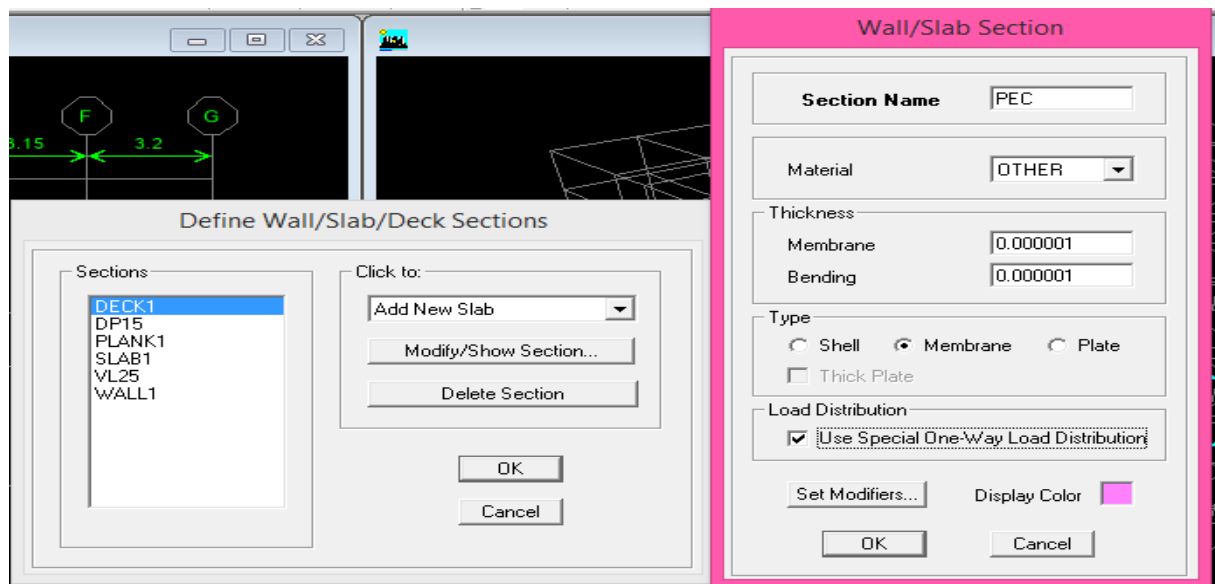 F
G
3.15
3.2
Define Wall/Slab/Deck Sections
Sections
DECK1
DP15
PLANK1
SLAB1
VL25
WALL1
Click to:
Add New Slab
Modify/Show Section...
Delete Section
OK
Cancel
Wall/Slab Section
Section Name
PEC
Material
OTHER
Thickness
Membrane
0.000001
Bending
0.000001
Type
Shell
Membrane
Plate
Thick Plate
Load Distribution
Use Special One-Way Load Distribution
Set Modifiers...
Display Color
OK
Cancel